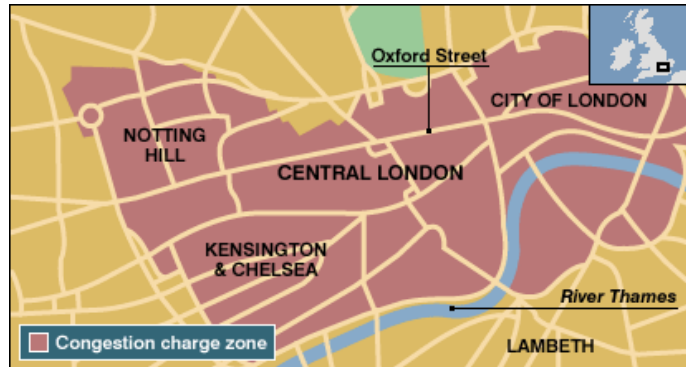 Oxford Street
CITY OF LONDON
NOTTING
HILL
CENTRAL LONDON
KENSINGTON
& CHELSEA
River Thames
Congestion charge zone
LAMBETH